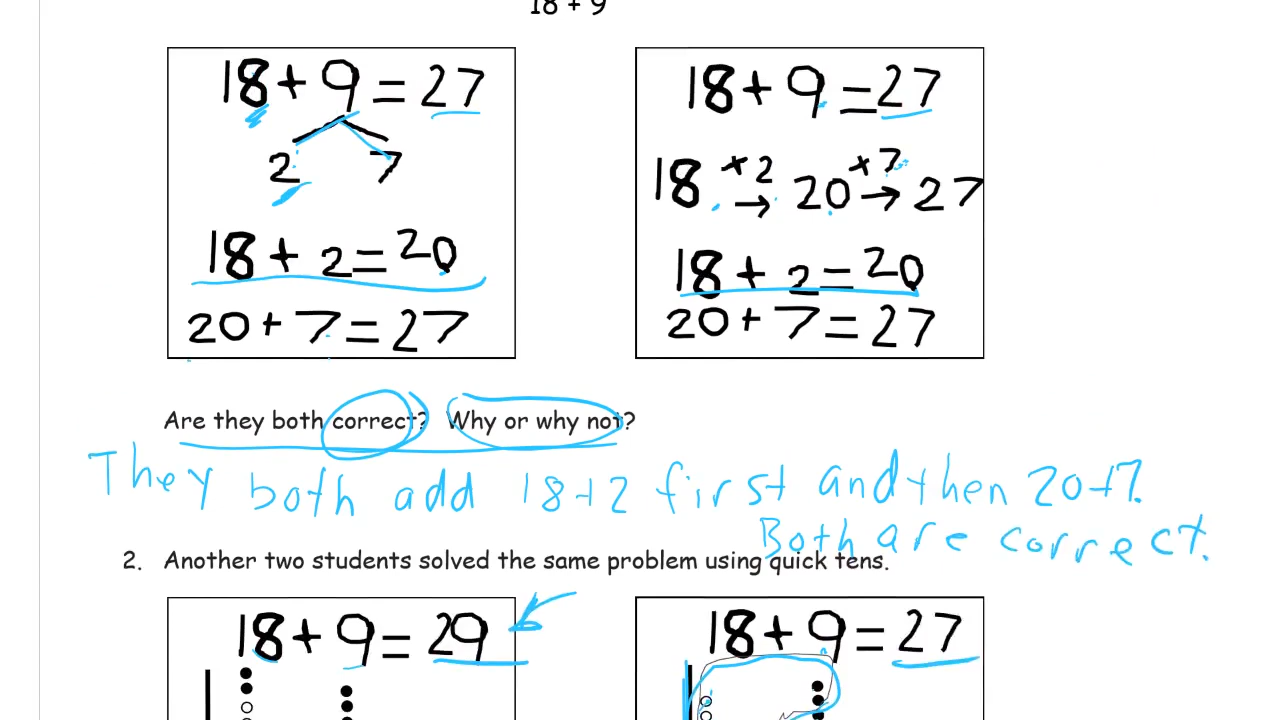 18 + 9
18 + 9 = 27
2 7
18 + 2 = 20
20 + 7 = 27
18 + 9 = 27
+2 +7
18 → 20 → 27
18 + 2 = 20
20 + 7 = 27
Are they both correct? Why or why not?
They both add 18+2 first and then 20+7.
Both are correct.
2. Another two students solved the same problem using quick tens.
18 + 9 = 29
18 + 9 = 27